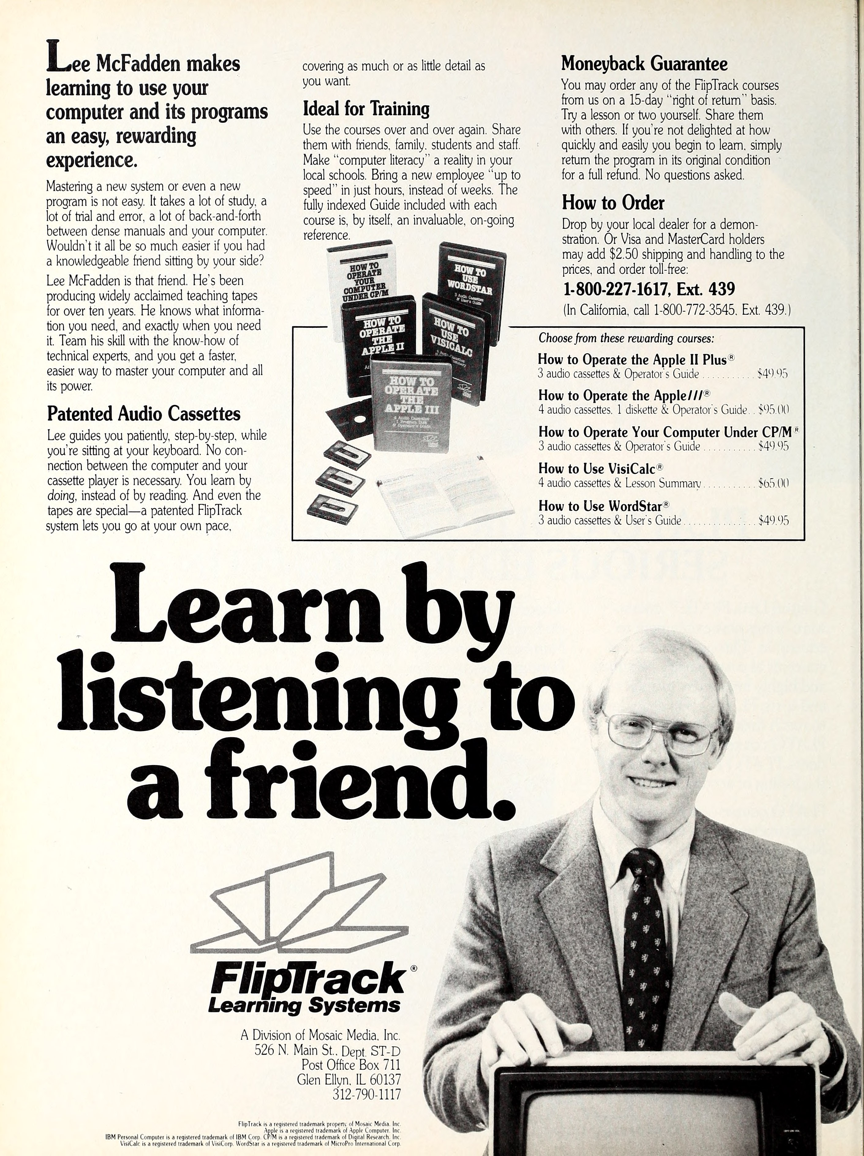 Lee McFadden makes
learning to use your
computer and its programs
an easy, rewarding
experience.
Mastering a new system or even a new
program is not easy. It takes a lot of study, a
lot of trial and error, a lot of back-and-forth
between dense manuals and your computer.
Wouldn't it all be so much easier if you had
a knowledgeable friend sitting by your side?
Lee McFadden is that friend. He's been
producing widely acclaimed teaching tapes
for over ten years. He knows what informa-
tion you need, and exactly when you need
it. Team his skill with the know-how of
technical experts, and you get a faster,
easier way to master your computer and all
its power.
Patented Audio Cassettes
Lee guides you patiently, step-by-step, while
you're sitting at your keyboard. No con-
nection between the computer and your
cassette player is necessary. You learn by
doing, instead of by reading. And even the
tapes are special—a patented FlipTrack
system lets you go at your own pace,
covering as much or as little detail as
you want.
Ideal for Training
Use the courses over and over again. Share
them with friends, family, students and staff.
Make "computer literacy" a reality in your
local schools. Bring a new employee "up to
speed" in just hours, instead of weeks. The
fully indexed Guide included with each
course is, by itself, an invaluable, on-going
reference.
Moneyback Guarantee
You may order any of the FlipTrack courses
from us on a 15-day "right of return" basis.
Try a lesson or two yourself. Share them
with others. If you're not delighted at how
quickly and easily you begin to learn, simply
return the program in its original condition
for a full refund. No questions asked.
How to Order
Drop by your local dealer for a demon-
stration. Or Visa and MasterCard holders
may add $2.50 shipping and handling to the
prices, and order toll-free:
1-800-227-1617, Ext. 439
(In California, call 1-800-772-3545, Ext. 439.)
HOW TO
OPERATE
YOUR
COMPUTER
UNDER CP/M
HOW TO
USE
WORDSTAR
HOW TO
OPERATE
THE
APPLE II
HOW TO
USE
VISICALC
HOW TO
OPERATE
THE
APPLE III
Choose from these rewarding courses:
How to Operate the Apple II Plus®
3 audio cassettes & Operator's Guide ........... $49.95
How to Operate the Apple III®
4 audio cassettes, 1 diskette & Operator's Guide .. $95.00
How to Operate Your Computer Under CP/M®
3 audio cassettes & Operator's Guide ........... $49.95
How to Use VisiCalc®
4 audio cassettes & Lesson Summary ........... $65.00
How to Use WordStar®
3 audio cassettes & User's Guide ............... $49.95
Learn by
listening to
a friend.
FlipTrack®
Learning Systems
A Division of Mosaic Media, Inc.
526 N. Main St., Dept. ST-D
Post Office Box 711
Glen Ellyn, IL 60137
312-790-1117
FlipTrack is a registered trademark property of Mosaic Media, Inc.
Apple is a registered trademark of Apple Computer, Inc.
IBM Personal Computer is a registered trademark of IBM Corp. CP/M is a registered trademark of Digital Research, Inc.
VisiCalc is a registered trademark of VisiCorp. WordStar is a registered trademark of MicroPro International Corp.